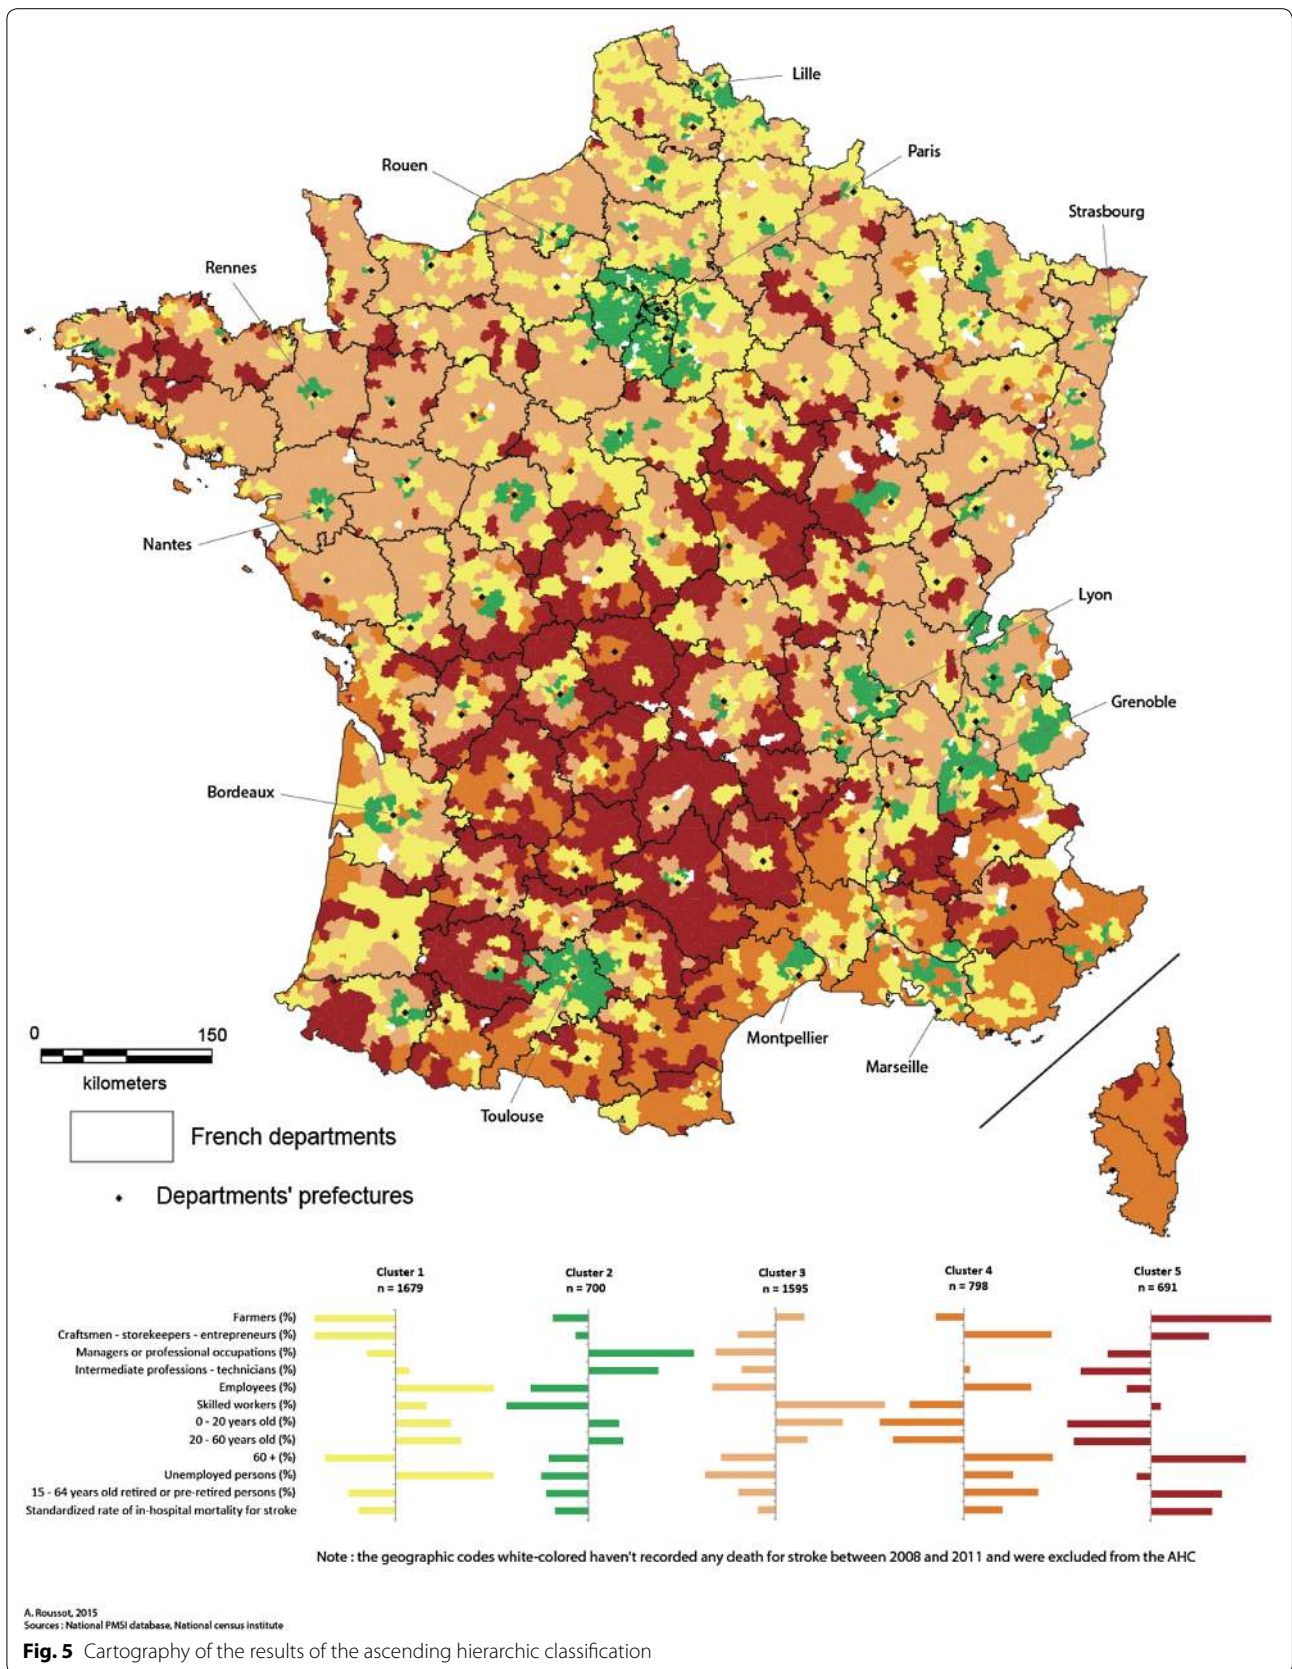 Lille
Paris
Rouen
Strasbourg
Rennes
Nantes
Lyon
Grenoble
Bordeaux
Montpellier
Marseille
Toulouse
0 150
kilometers
French departments
Departments' prefectures
Cluster 1 Cluster 2 Cluster 3 Cluster 4 Cluster 5
n = 1679 n = 700 n = 1595 n = 798 n = 691
Farmers (%)
Craftsmen - storekeepers - entrepreneurs (%)
Managers or professional occupations (%)
Intermediate professions - technicians (%)
Employees (%)
Skilled workers (%)
0 - 20 years old (%)
20 - 60 years old (%)
60 + (%)
Unemployed persons (%)
15 - 64 years old retired or pre-retired persons (%)
Standardized rate of in-hospital mortality for stroke
Note : the geographic codes white-colored haven't recorded any death for stroke between 2008 and 2011 and were excluded from the AHC
A. Roussot, 2015
Sources : National PMSI database, National census institute
Fig. 5 Cartography of the results of the ascending hierarchic classification